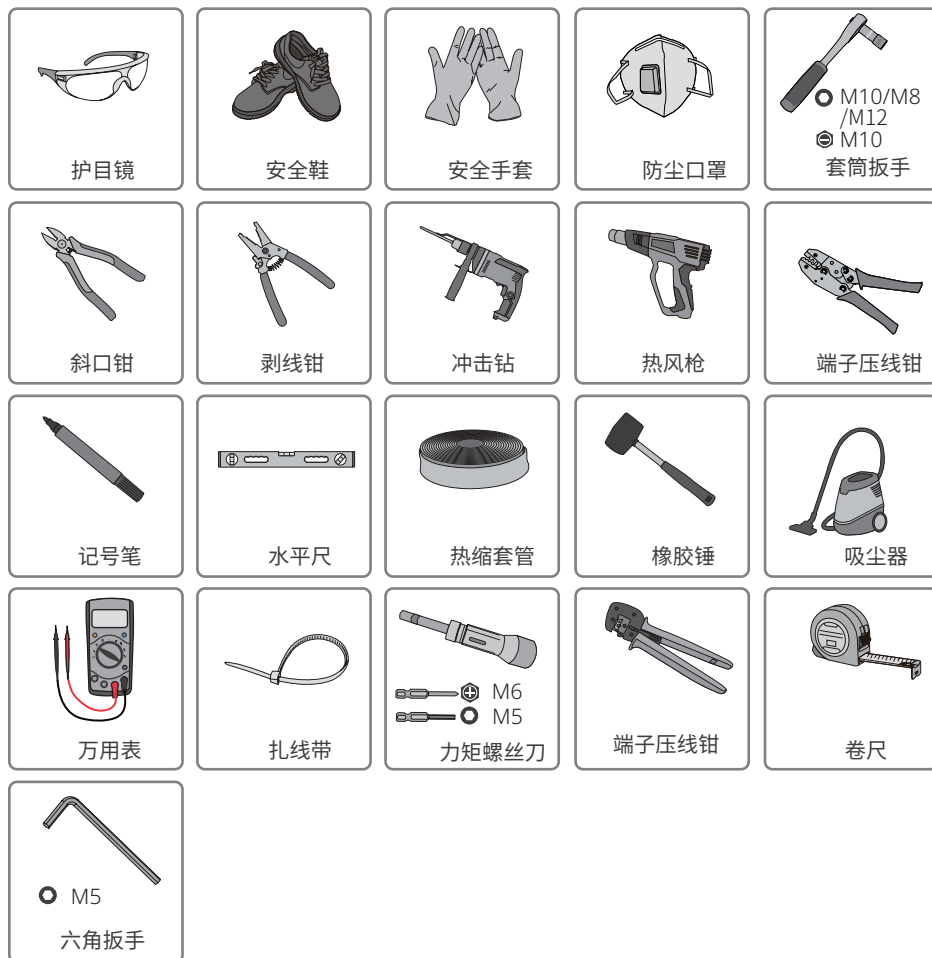 护目镜
安全鞋
安全手套
防尘口罩
M10/M8
/M12
M10
套筒扳手
斜口钳
剥线钳
冲击钻
热风枪
端子压线钳
记号笔
水平尺
热缩套管
橡胶锤
吸尘器
万用表
扎线带
M6
M5
力矩螺丝刀
端子压线钳
卷尺
M5
六角扳手